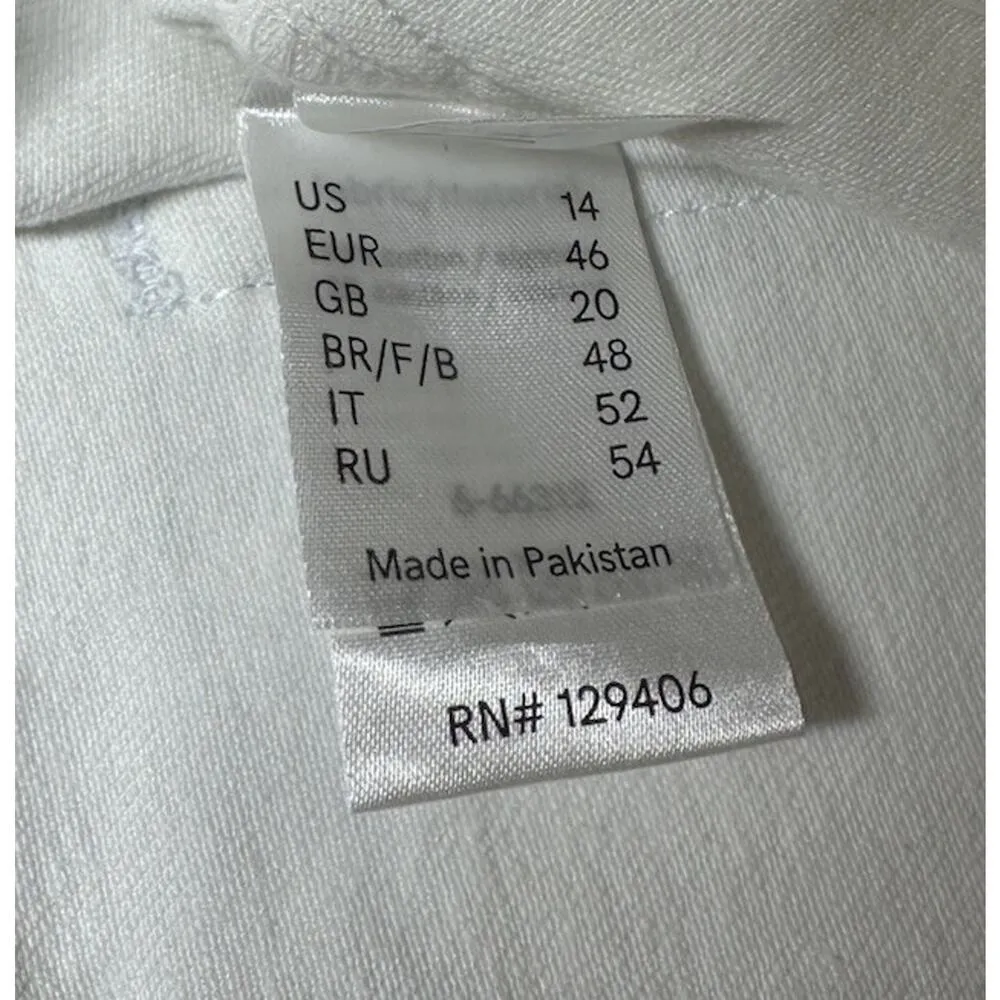 US 14
EUR 46
GB 20
BR/F/B 48
IT 52
RU 54
Made in Pakistan
RN# 129406